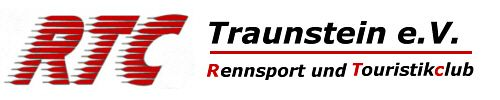 RTC
Traunstein e.V.
Rennsport und Touristikclub